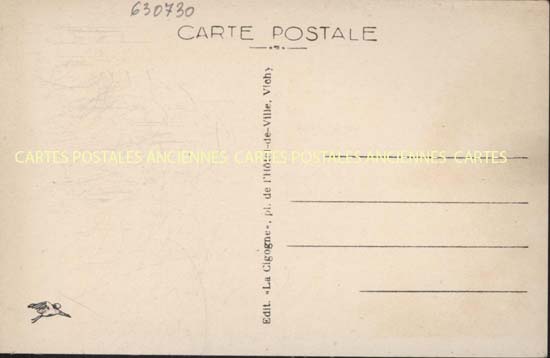 630730
CARTE POSTALE
Edit. «La Cigogne», pl. de l'Hôtel-de-Ville, Vichy
CARTES POSTALES ANCIENNES CARTES POSTALES ANCIENNES CARTES